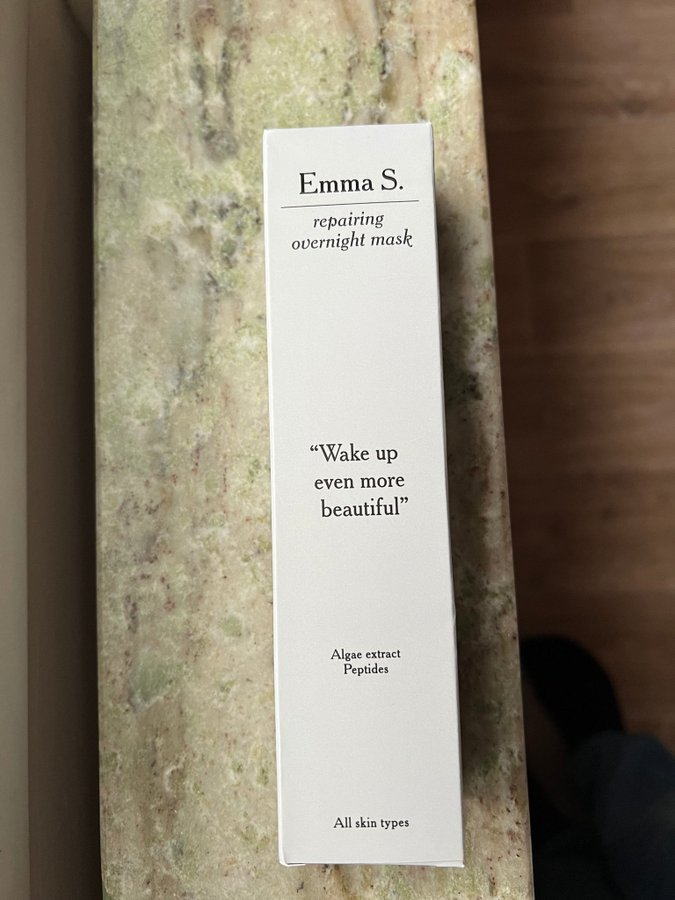 Emma S.
repairing
overnight mask
“Wake up
even more
beautiful”
Algae extract
Peptides
All skin types